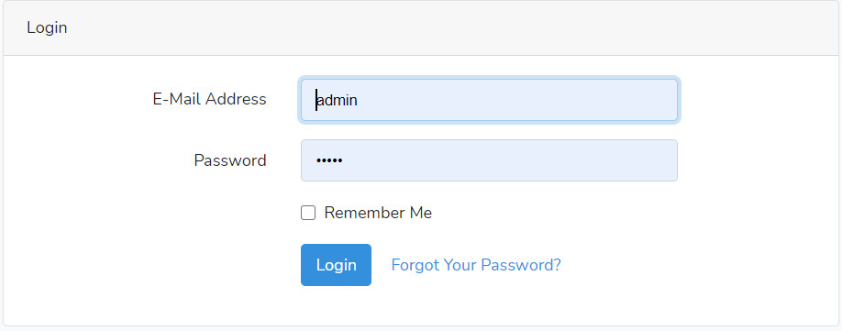 Login
E-Mail Address
admin
Password
•••••
Remember Me
Login Forgot Your Password?